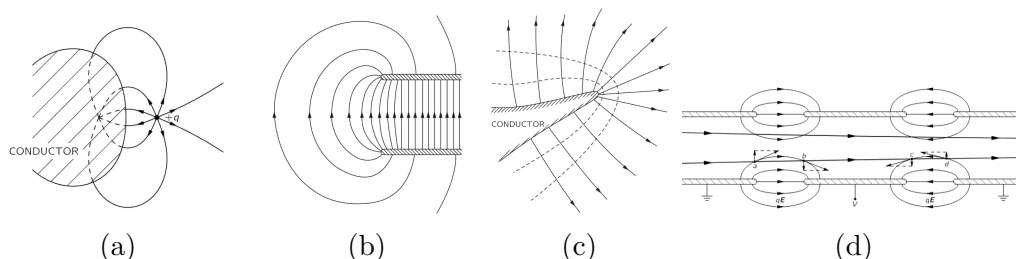 +q
CONDUCTOR
CONDUCTOR
a
b
c
d
qE
V
qE
(a)
(b)
(c)
(d)